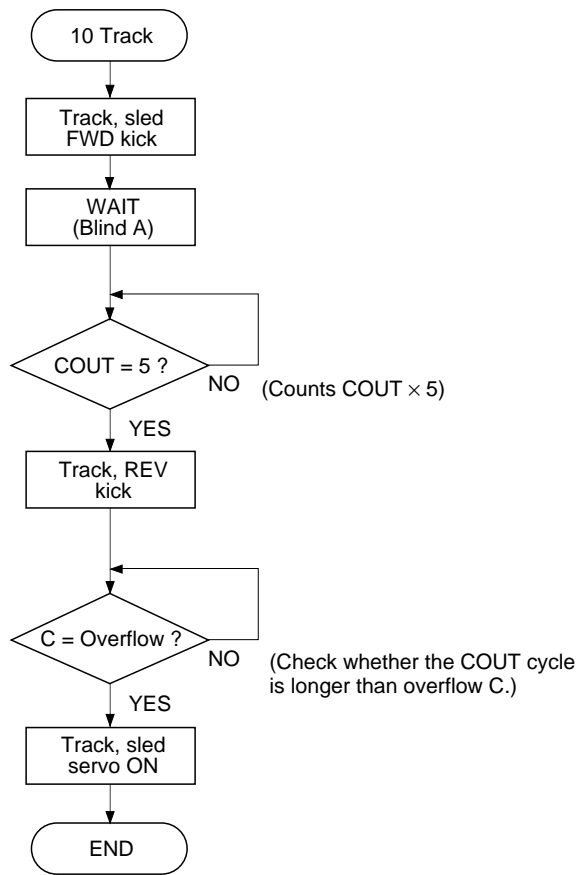 10 Track
Track, sled
FWD kick
WAIT
(Blind A)
COUT = 5 ?
NO
(Counts COUT × 5)
YES
Track, REV
kick
C = Overflow ?
NO
(Check whether the COUT cycle
is longer than overflow C.)
YES
Track, sled
servo ON
END